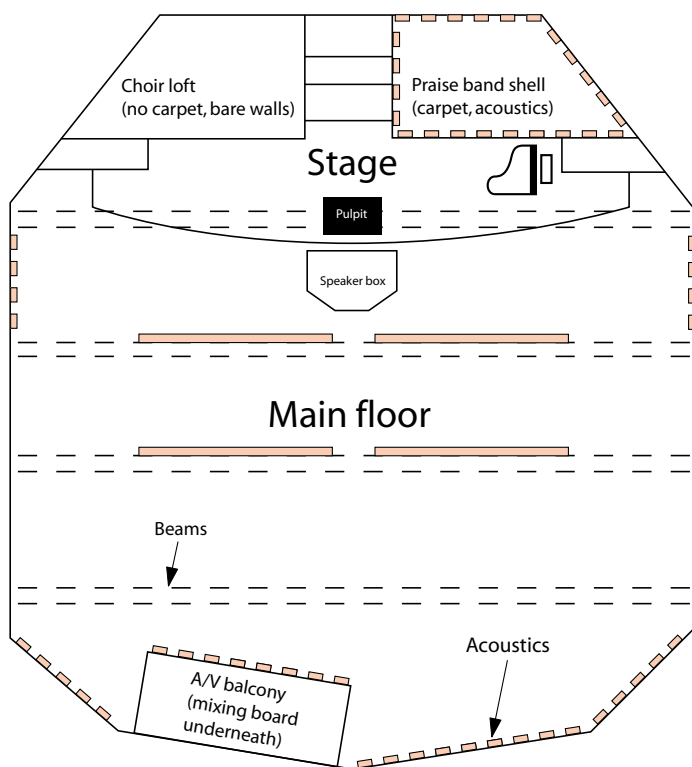 Choir loft
(no carpet, bare walls)
Praise band shell
(carpet, acoustics)
Stage
Pulpit
Speaker box
Main floor
Beams
Acoustics
A/V balcony
(mixing board
underneath)